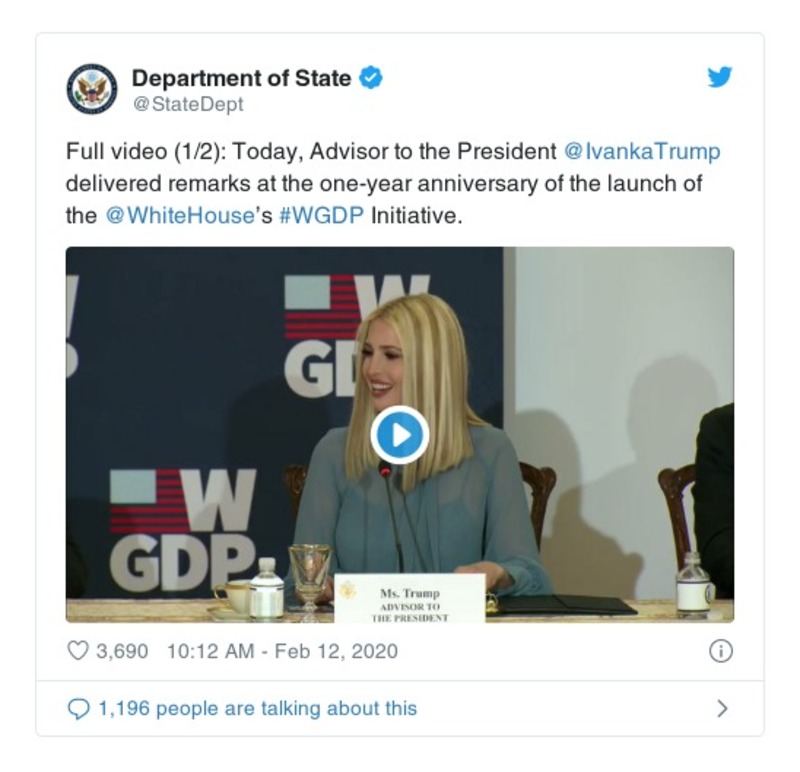 Department of State
@StateDept
Full video (1/2): Today, Advisor to the President @IvankaTrump
delivered remarks at the one-year anniversary of the launch of
the @WhiteHouse's #WGDP Initiative.
W
GD
W
GDP
P
Ms. Trump
ADVISOR TO
THE PRESIDENT
3,690 10:12 AM - Feb 12, 2020
1,196 people are talking about this